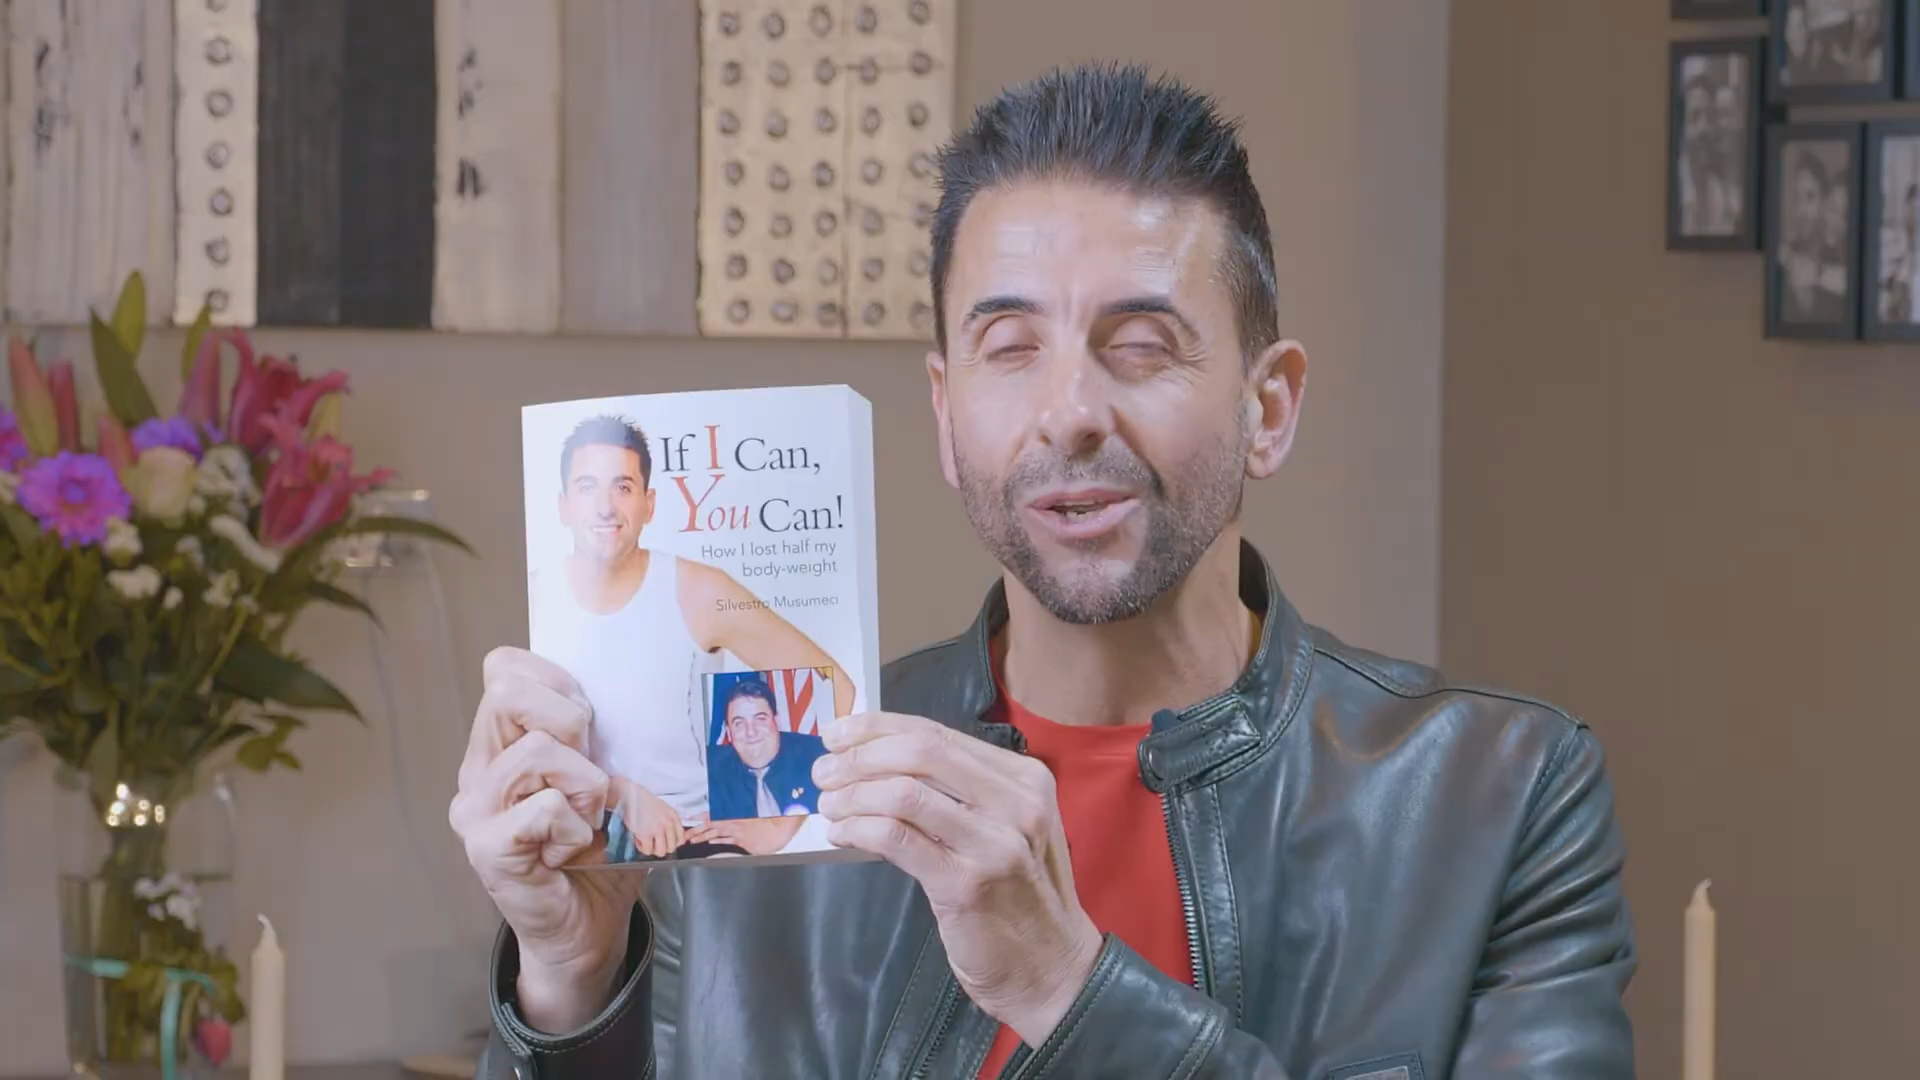 If I Can,
You Can!
How I lost half my
body-weight
Silvestro Musumeci